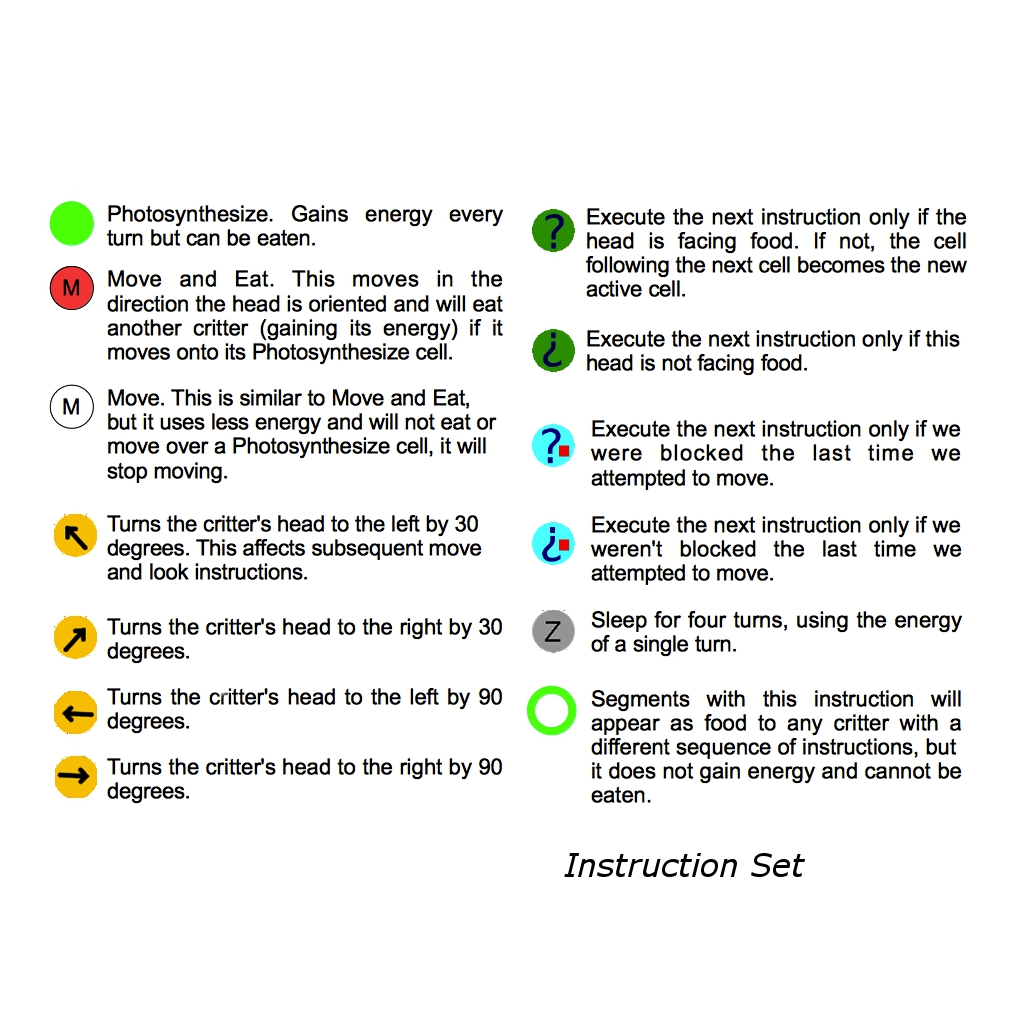 Photosynthesize. Gains energy every
turn but can be eaten.
M
Move and Eat. This moves in the
direction the head is oriented and will eat
another critter (gaining its energy) if it
moves onto its Photosynthesize cell.
M
Move. This is similar to Move and Eat,
but it uses less energy and will not eat or
move over a Photosynthesize cell, it will
stop moving.
Turns the critter's head to the left by 30
degrees. This affects subsequent move
and look instructions.
Turns the critter's head to the right by 30
degrees.
Turns the critter's head to the left by 90
degrees.
Turns the critter's head to the right by 90
degrees.
?
Execute the next instruction only if the
head is facing food. If not, the cell
following the next cell becomes the new
active cell.
¿
Execute the next instruction only if this
head is not facing food.
?
Execute the next instruction only if we
were blocked the last time we
attempted to move.
¿
Execute the next instruction only if we
weren't blocked the last time we
attempted to move.
Z
Sleep for four turns, using the energy
of a single turn.
Segments with this instruction will
appear as food to any critter with a
different sequence of instructions, but
it does not gain energy and cannot be
eaten.
Instruction Set